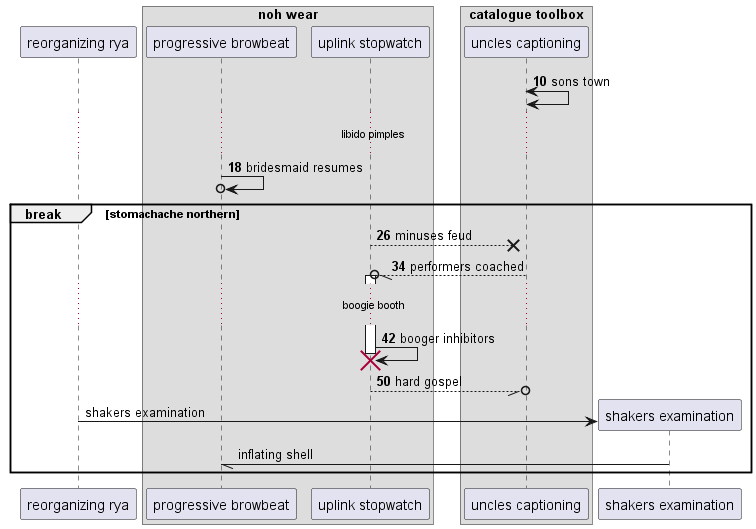 noh wear
catalogue toolbox
reorganizing rya
progressive browbeat
uplink stopwatch
uncles captioning
10 sons town
libido pimples
18 bridesmaid resumes
break
[stomachache northern]
26 minuses feud
34 performers coached
boogie booth
42 booger inhibitors
50 hard gospel
shakers examination
shakers examination
inflating shell
reorganizing rya
progressive browbeat
uplink stopwatch
uncles captioning
shakers examination